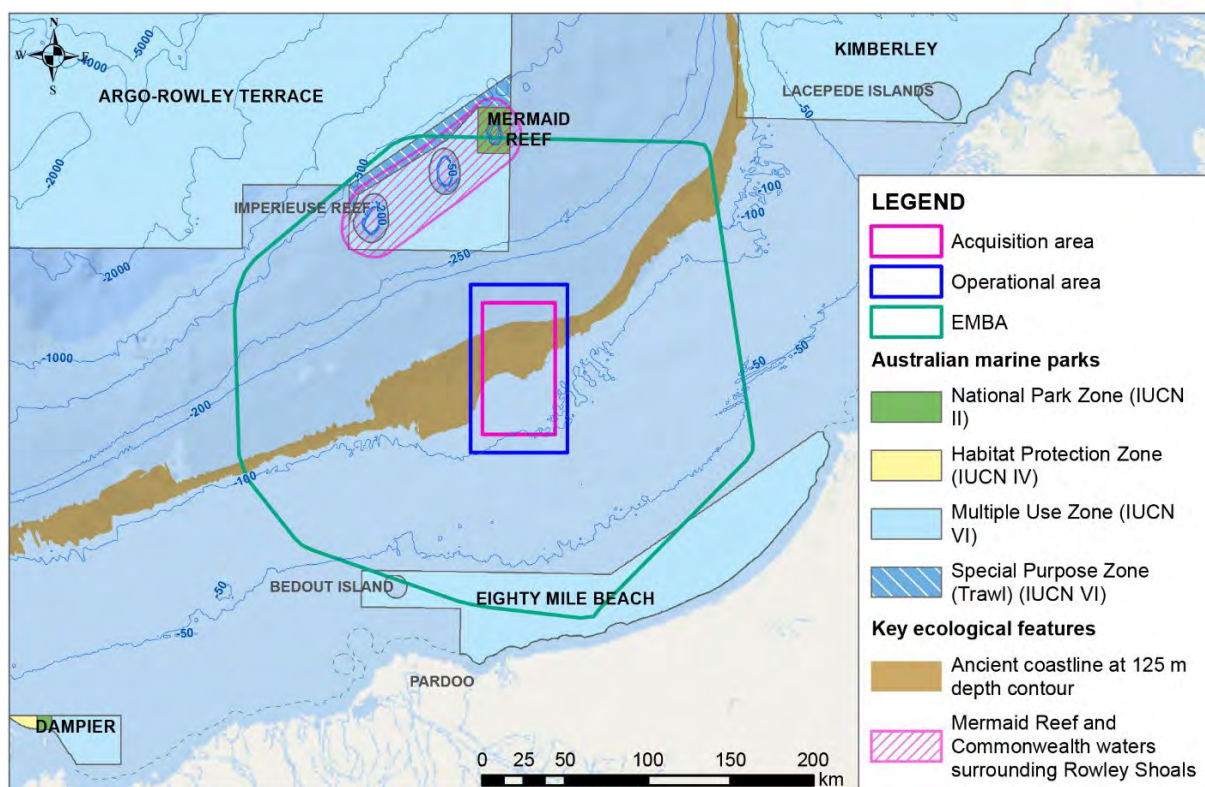 N
W E
S
-4000
-5000
ARGO-ROWLEY TERRACE
-2000
MERMAID
REEF
KIMBERLEY
LACEPEDE ISLANDS
-50
-500
-50
IMPERIEUSE REEF
-200
-100
-100
-250
-2000
-1000
-200
-50
-50
-100
BEDOUT ISLAND
EIGHTY MILE BEACH
-50
-50
PARDOO
DAMPIER
0 25 50 100 150 200
km
LEGEND
Acquisition area
Operational area
EMBA
Australian marine parks
National Park Zone (IUCN
II)
Habitat Protection Zone
(IUCN IV)
Multiple Use Zone (IUCN
VI)
Special Purpose Zone
(Trawl) (IUCN VI)
Key ecological features
Ancient coastline at 125 m
depth contour
Mermaid Reef and
Commonwealth waters
surrounding Rowley Shoals